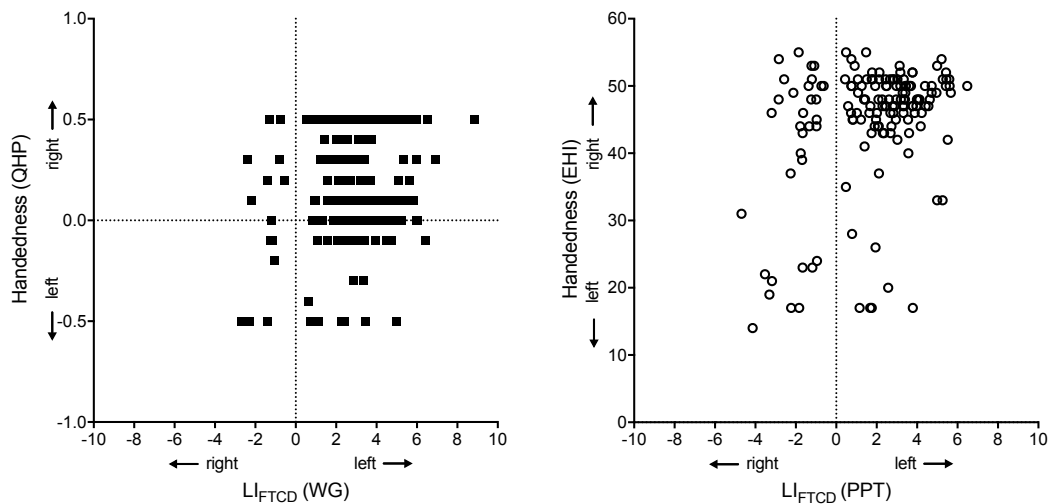 1.0
0.5
0.0
-0.5
-1.0
Handedness (QHP)
right
left
-10 -8 -6 -4 -2 0 2 4 6 8 10
right left
LIFTCD (WG)
60
50
40
30
20
10
0
Handedness (EHI)
right
left
-10 -8 -6 -4 -2 0 2 4 6 8 10
right left
LIFTCD (PPT)